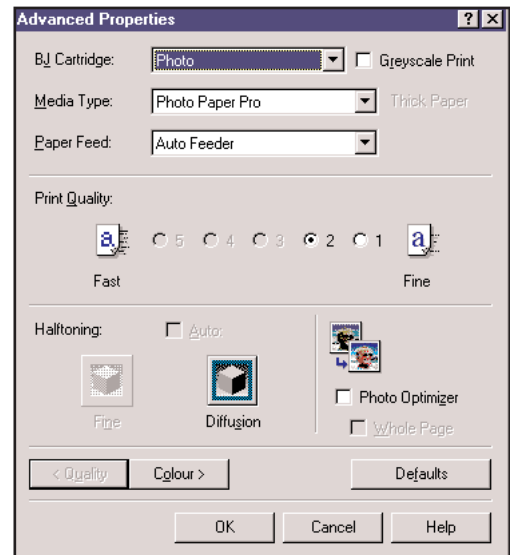 Advanced Properties
BJ Cartridge: Photo Greyscale Print
Media Type: Photo Paper Pro Thick Paper
Paper Feed: Auto Feeder
Print Quality:
a 5 4 3 2 1 a
Fast Fine
Halftoning: Auto:
Fine Diffusion Photo Optimizer
Whole Page
< Quality Colour > Defaults
OK Cancel Help